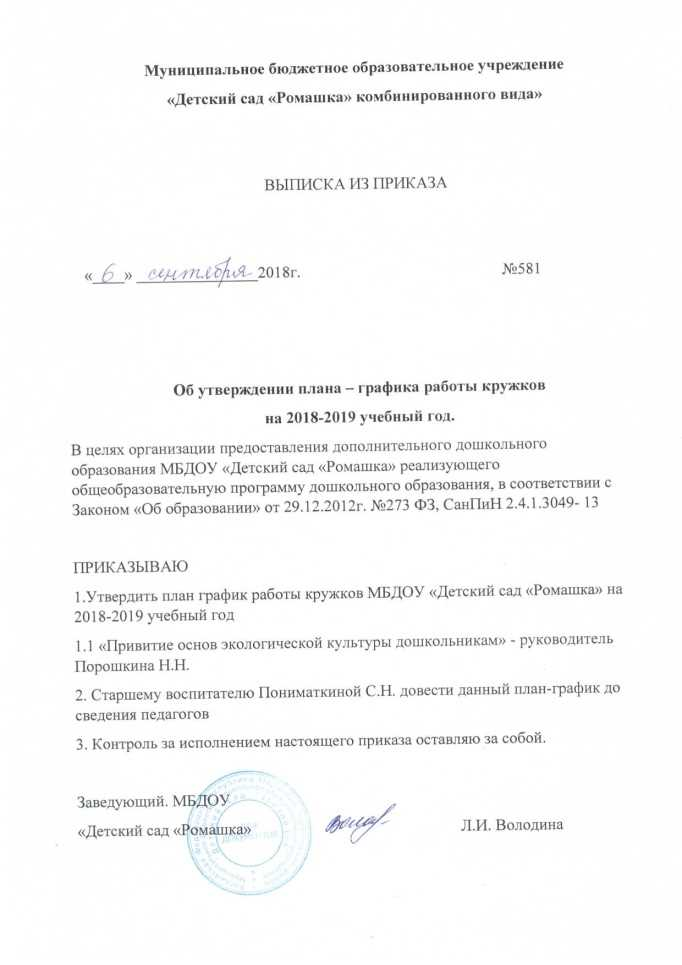 Муниципальное бюджетное образовательное учреждение
«Детский сад «Ромашка» комбинированного вида»
ВЫПИСКА ИЗ ПРИКАЗА
« 6 » сентября 2018г. №581
Об утверждении плана – графика работы кружков
на 2018-2019 учебный год.
В целях организации предоставления дополнительного дошкольного
образования МБДОУ «Детский сад «Ромашка» реализующего
общеобразовательную программу дошкольного образования, в соответствии с
Законом «Об образовании» от 29.12.2012г. №273 ФЗ, СанПиН 2.4.1.3049- 13
ПРИКАЗЫВАЮ
1.Утвердить план график работы кружков МБДОУ «Детский сад «Ромашка» на
2018-2019 учебный год
1.1 «Привитие основ экологической культуры дошкольникам» - руководитель
Порошкина Н.Н.
2. Старшему воспитателю Пониматкиной С.Н. довести данный план-график до
сведения педагогов
3. Контроль за исполнением настоящего приказа оставляю за собой.
Заведующий. МБДОУ
«Детский сад «Ромашка» Л.И. Володина